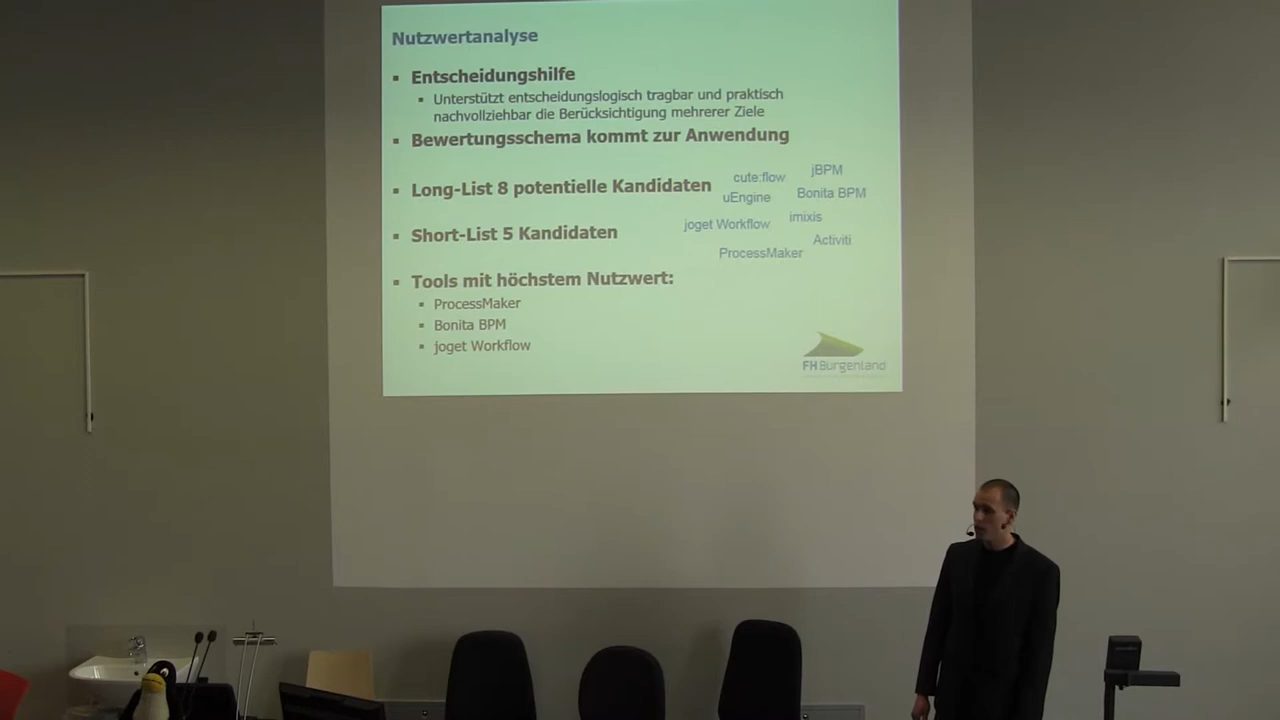 Nutzwertanalyse
▪ Entscheidungshilfe
▪ Unterstützt entscheidungslogisch tragbar und praktisch
nachvollziehbar die Berücksichtigung mehrerer Ziele
▪ Bewertungsschema kommt zur Anwendung
▪ Long-List 8 potentielle Kandidaten
cute:flow
jBPM
uEngine
Bonita BPM
joget Workflow
imixis
Activiti
ProcessMaker
▪ Short-List 5 Kandidaten
▪ Tools mit höchstem Nutzwert:
▪ ProcessMaker
▪ Bonita BPM
▪ joget Workflow
FH Burgenland